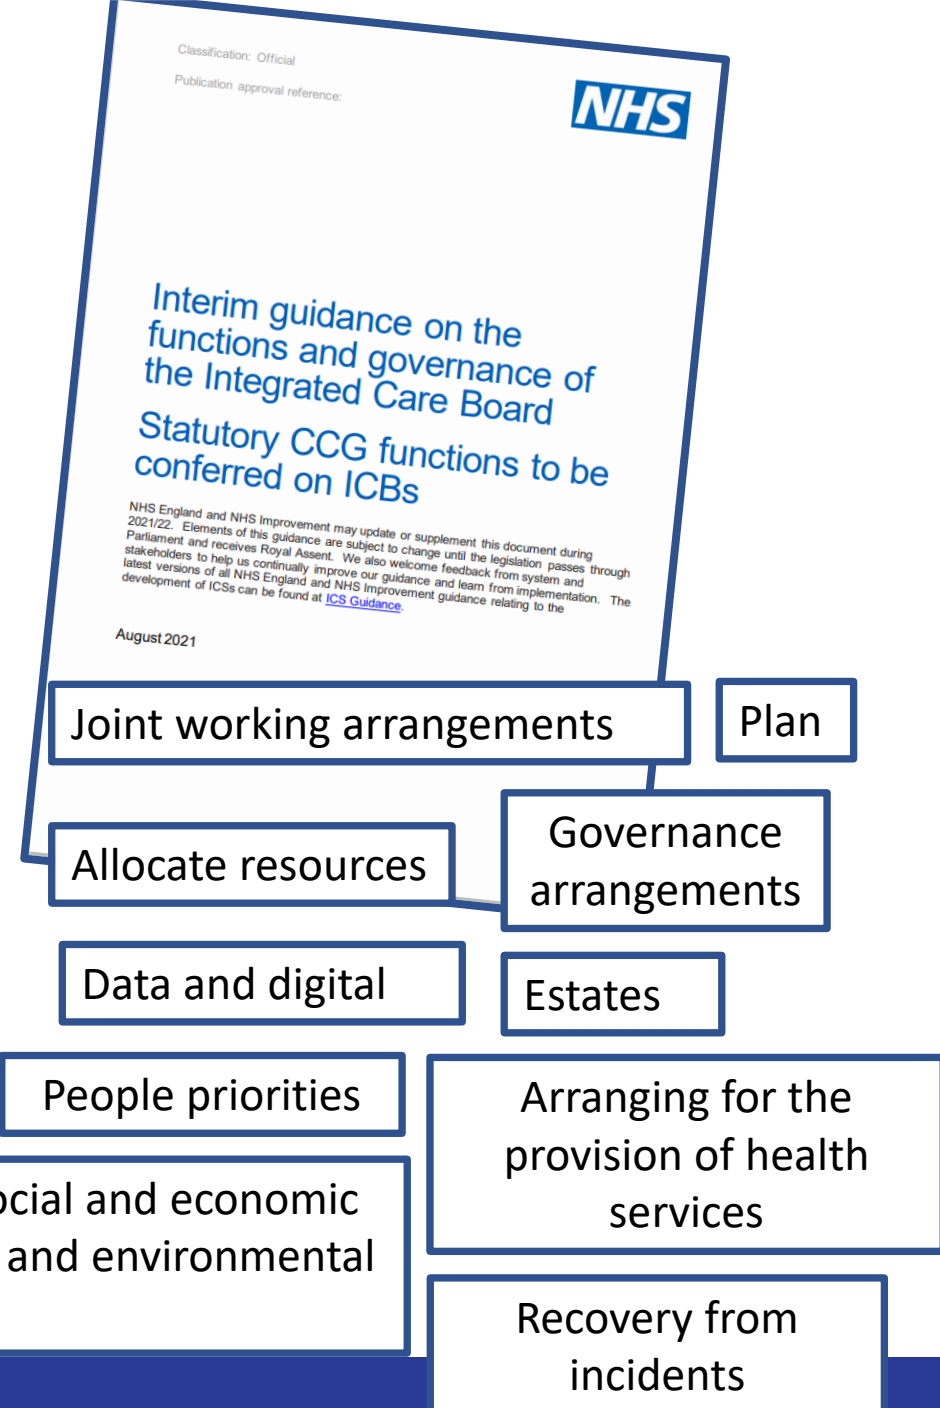 Classification: Official
Publication approval reference:
NHS
Interim guidance on the
functions and governance of
the Integrated Care Board
Statutory CCG functions to be
conferred on ICBs
NHS England and NHS Improvement may update or supplement this document during
2021/22. Elements of this guidance are subject to change until the legislation passes through
Parliament and receives Royal Assent. We also welcome feedback from system and
stakeholders to help us continually improve our guidance and learn from implementation. The
latest versions of all NHS England and NHS Improvement guidance relating to the
development of ICSs can be found at ICS Guidance.
August 2021
Joint working arrangements
Plan
Allocate resources
Governance
arrangements
Data and digital
Estates
People priorities
Arranging for the
provision of health
services
ocial and economic
and environmental
Recovery from
incidents